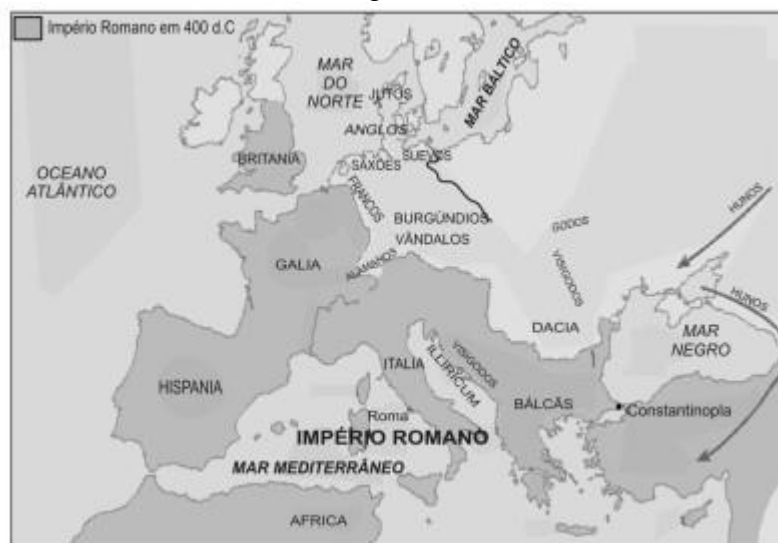 Império Romano em 400 d.C
MAR
DO
NORTE
MAR BÁLTICO
JUTOS
ANGLOS
SUEVOS
SAXÕES
BRITANIA
OCEANO
ATLÂNTICO
FRANCOS
BURGÚNDIOS
VÂNDALOS
GODOS
VISIGODOS
HUNOS
HUNOS
GALIA
ALAMANOS
DACIA
MAR
NEGRO
HISPANIA
ITALIA
ILLIRICUM
VISIGODOS
BÁLCÃS
Roma
Constantinopla
IMPÉRIO ROMANO
MAR MEDITERRÂNEO
AFRICA